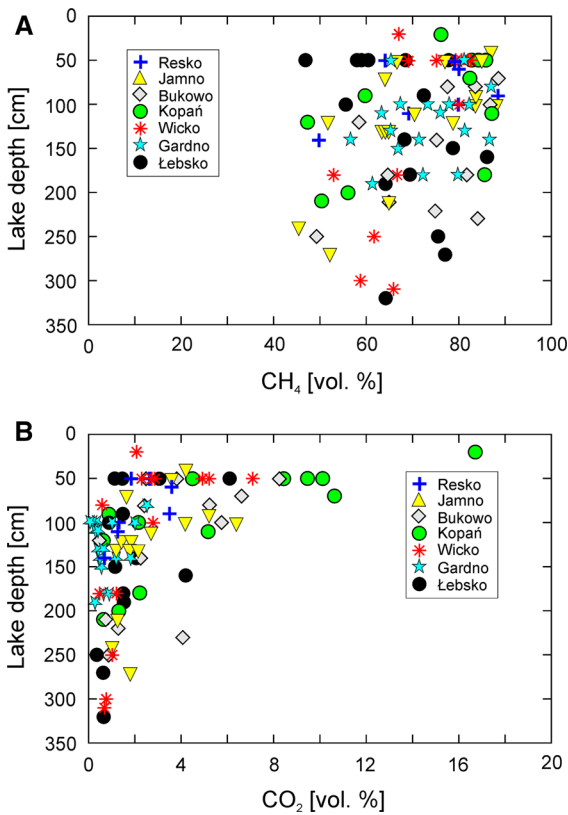 A
0
50
100
150
200
250
300
350
Lake depth [cm]
Resko
Jamno
Bukowo
Kopań
Wicko
Gardno
Łebsko
0 20 40 60 80 100
CH₄ [vol. %]
B
0
50
100
150
200
250
300
350
Lake depth [cm]
Resko
Jamno
Bukowo
Kopań
Wicko
Gardno
Łebsko
0 4 8 12 16 20
CO₂ [vol. %]